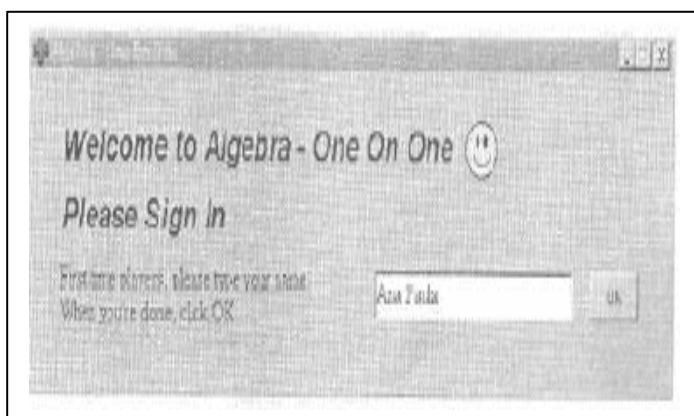 Welcome to Algebra - One On One
Please Sign In
First time players, please type your name.
When you're done, click OK
Ana Paula
OK